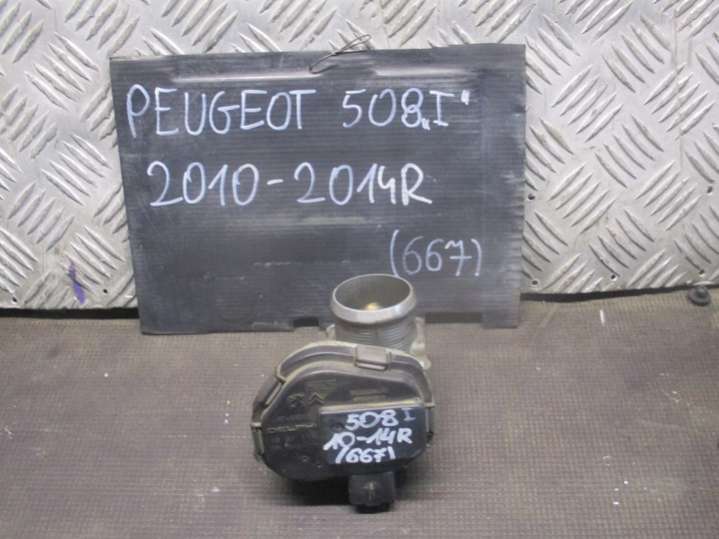 PEUGEOT 508„I"
2010-2014R
(667)
508 I
10-14R
(667)